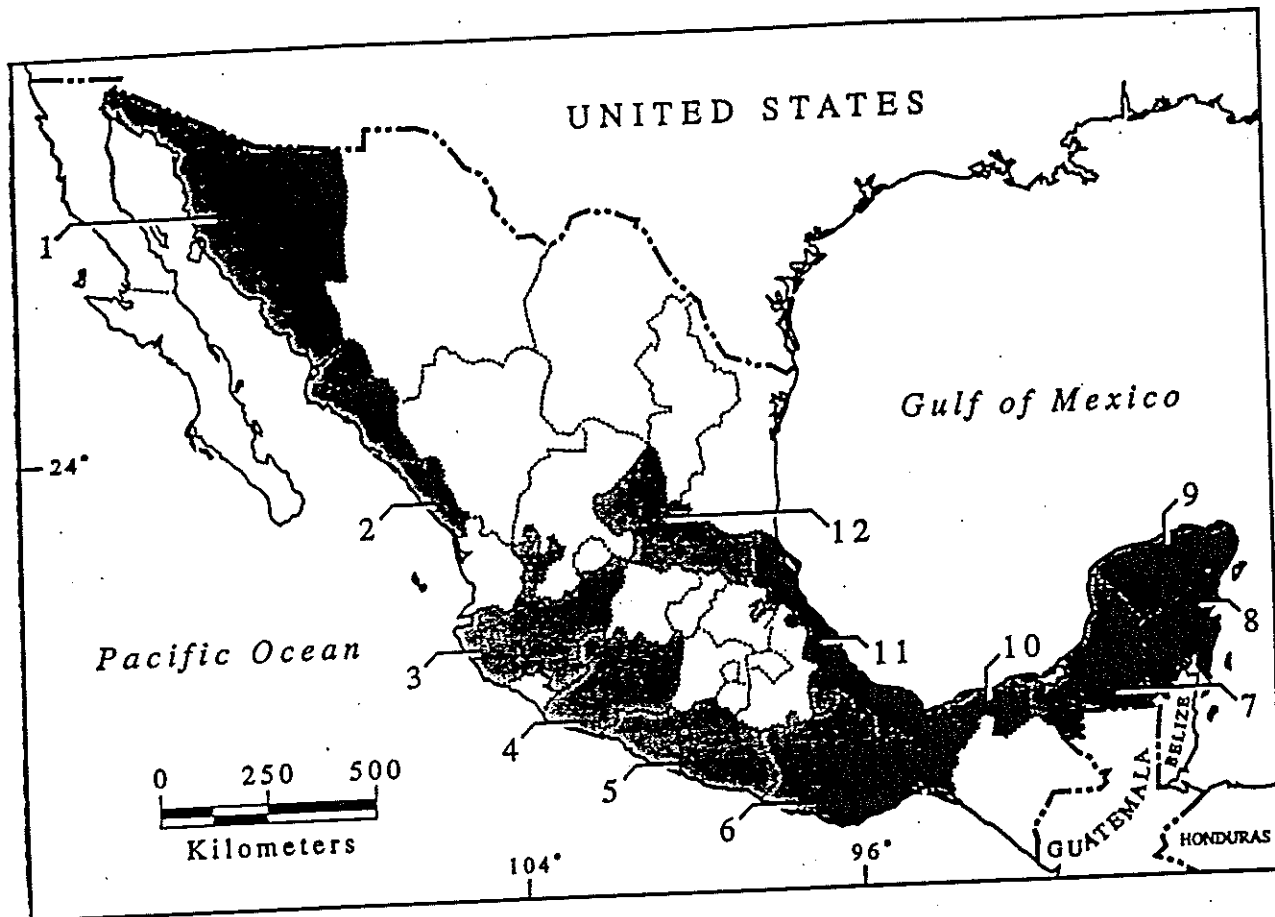 UNITED STATES
1
Gulf of Mexico
24°
2
12
9
8
Pacific Ocean
3
11
10
7
4
BELIZE
0 250 500
5
6
GUATEMALA
Kilometers
HONDURAS
104°
96°